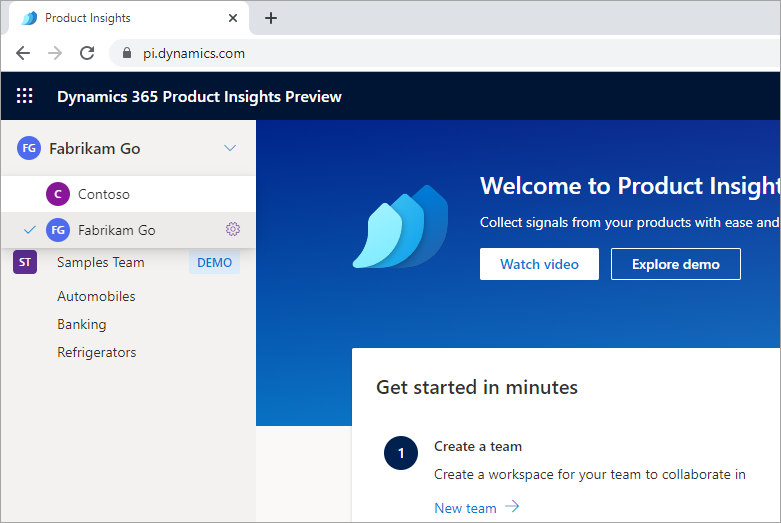 Product Insights
pi.dynamics.com
Dynamics 365 Product Insights Preview
FG Fabrikam Go
C Contoso
FG Fabrikam Go
ST Samples Team DEMO
Automobiles
Banking
Refrigerators
Welcome to Product Insight
Collect signals from your products with ease and
Watch video Explore demo
Get started in minutes
1 Create a team
Create a workspace for your team to collaborate in
New team